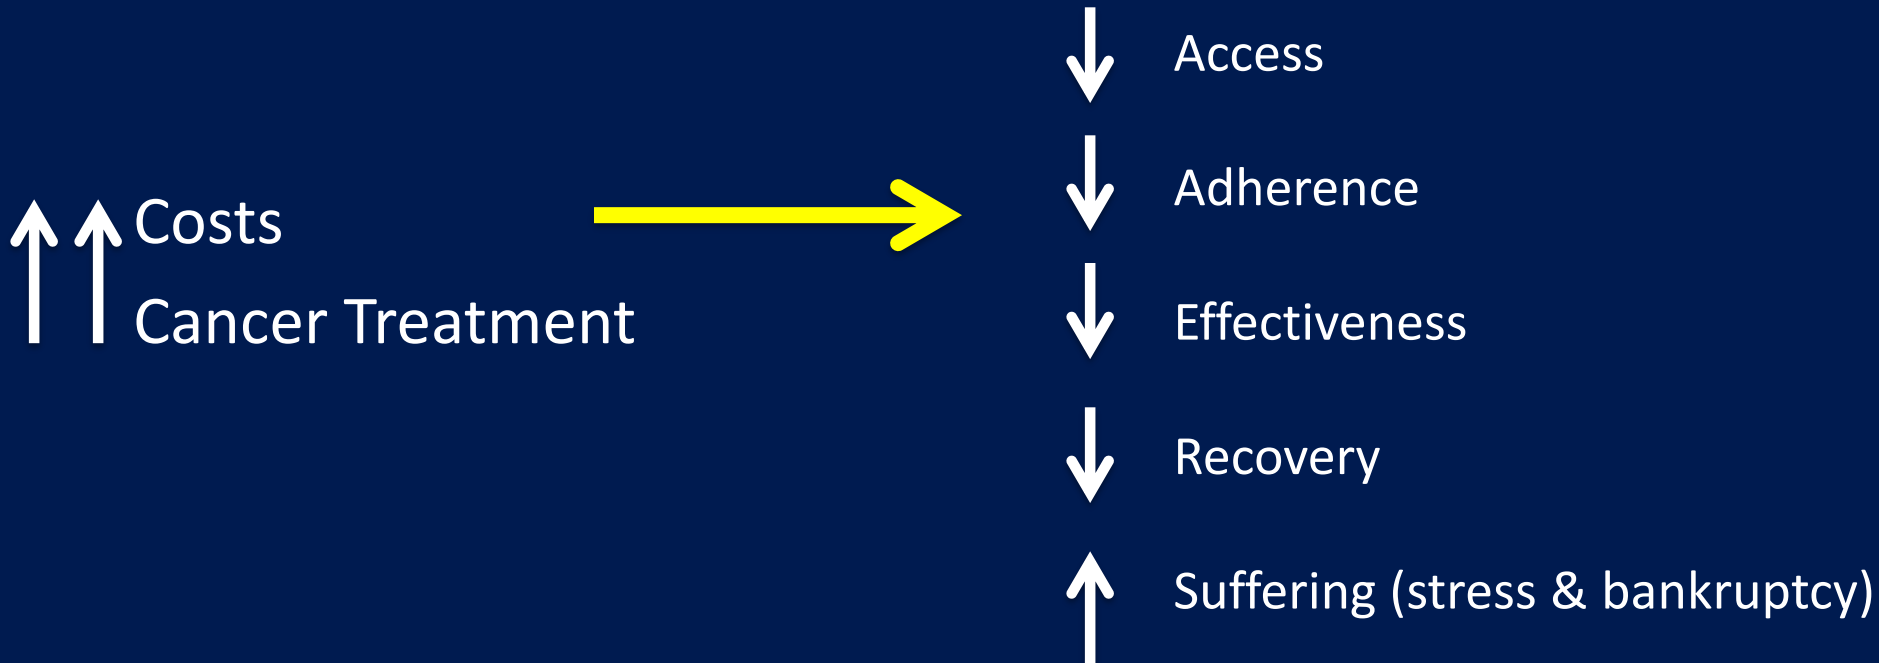 Costs
Cancer Treatment
Access
Adherence
Effectiveness
Recovery
Suffering (stress & bankruptcy)